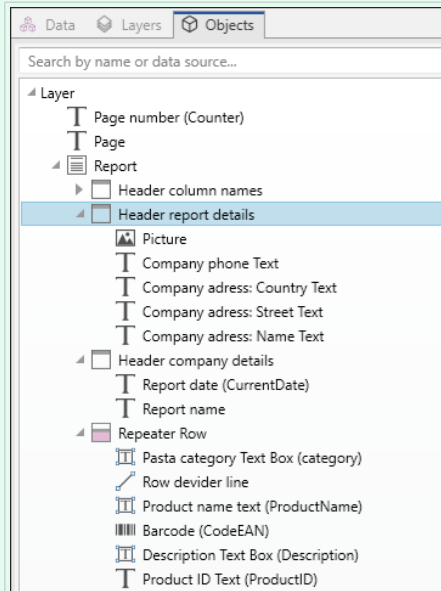 Data Layers Objects
Search by name or data source...
Layer
Page number (Counter)
Page
Report
Header column names
Header report details
Picture
Company phone Text
Company adress: Country Text
Company adress: Street Text
Company adress: Name Text
Header company details
Report date (CurrentDate)
Report name
Repeater Row
Pasta category Text Box (category)
Row devider line
Product name text (ProductName)
Barcode (CodeEAN)
Description Text Box (Description)
Product ID Text (ProductID)